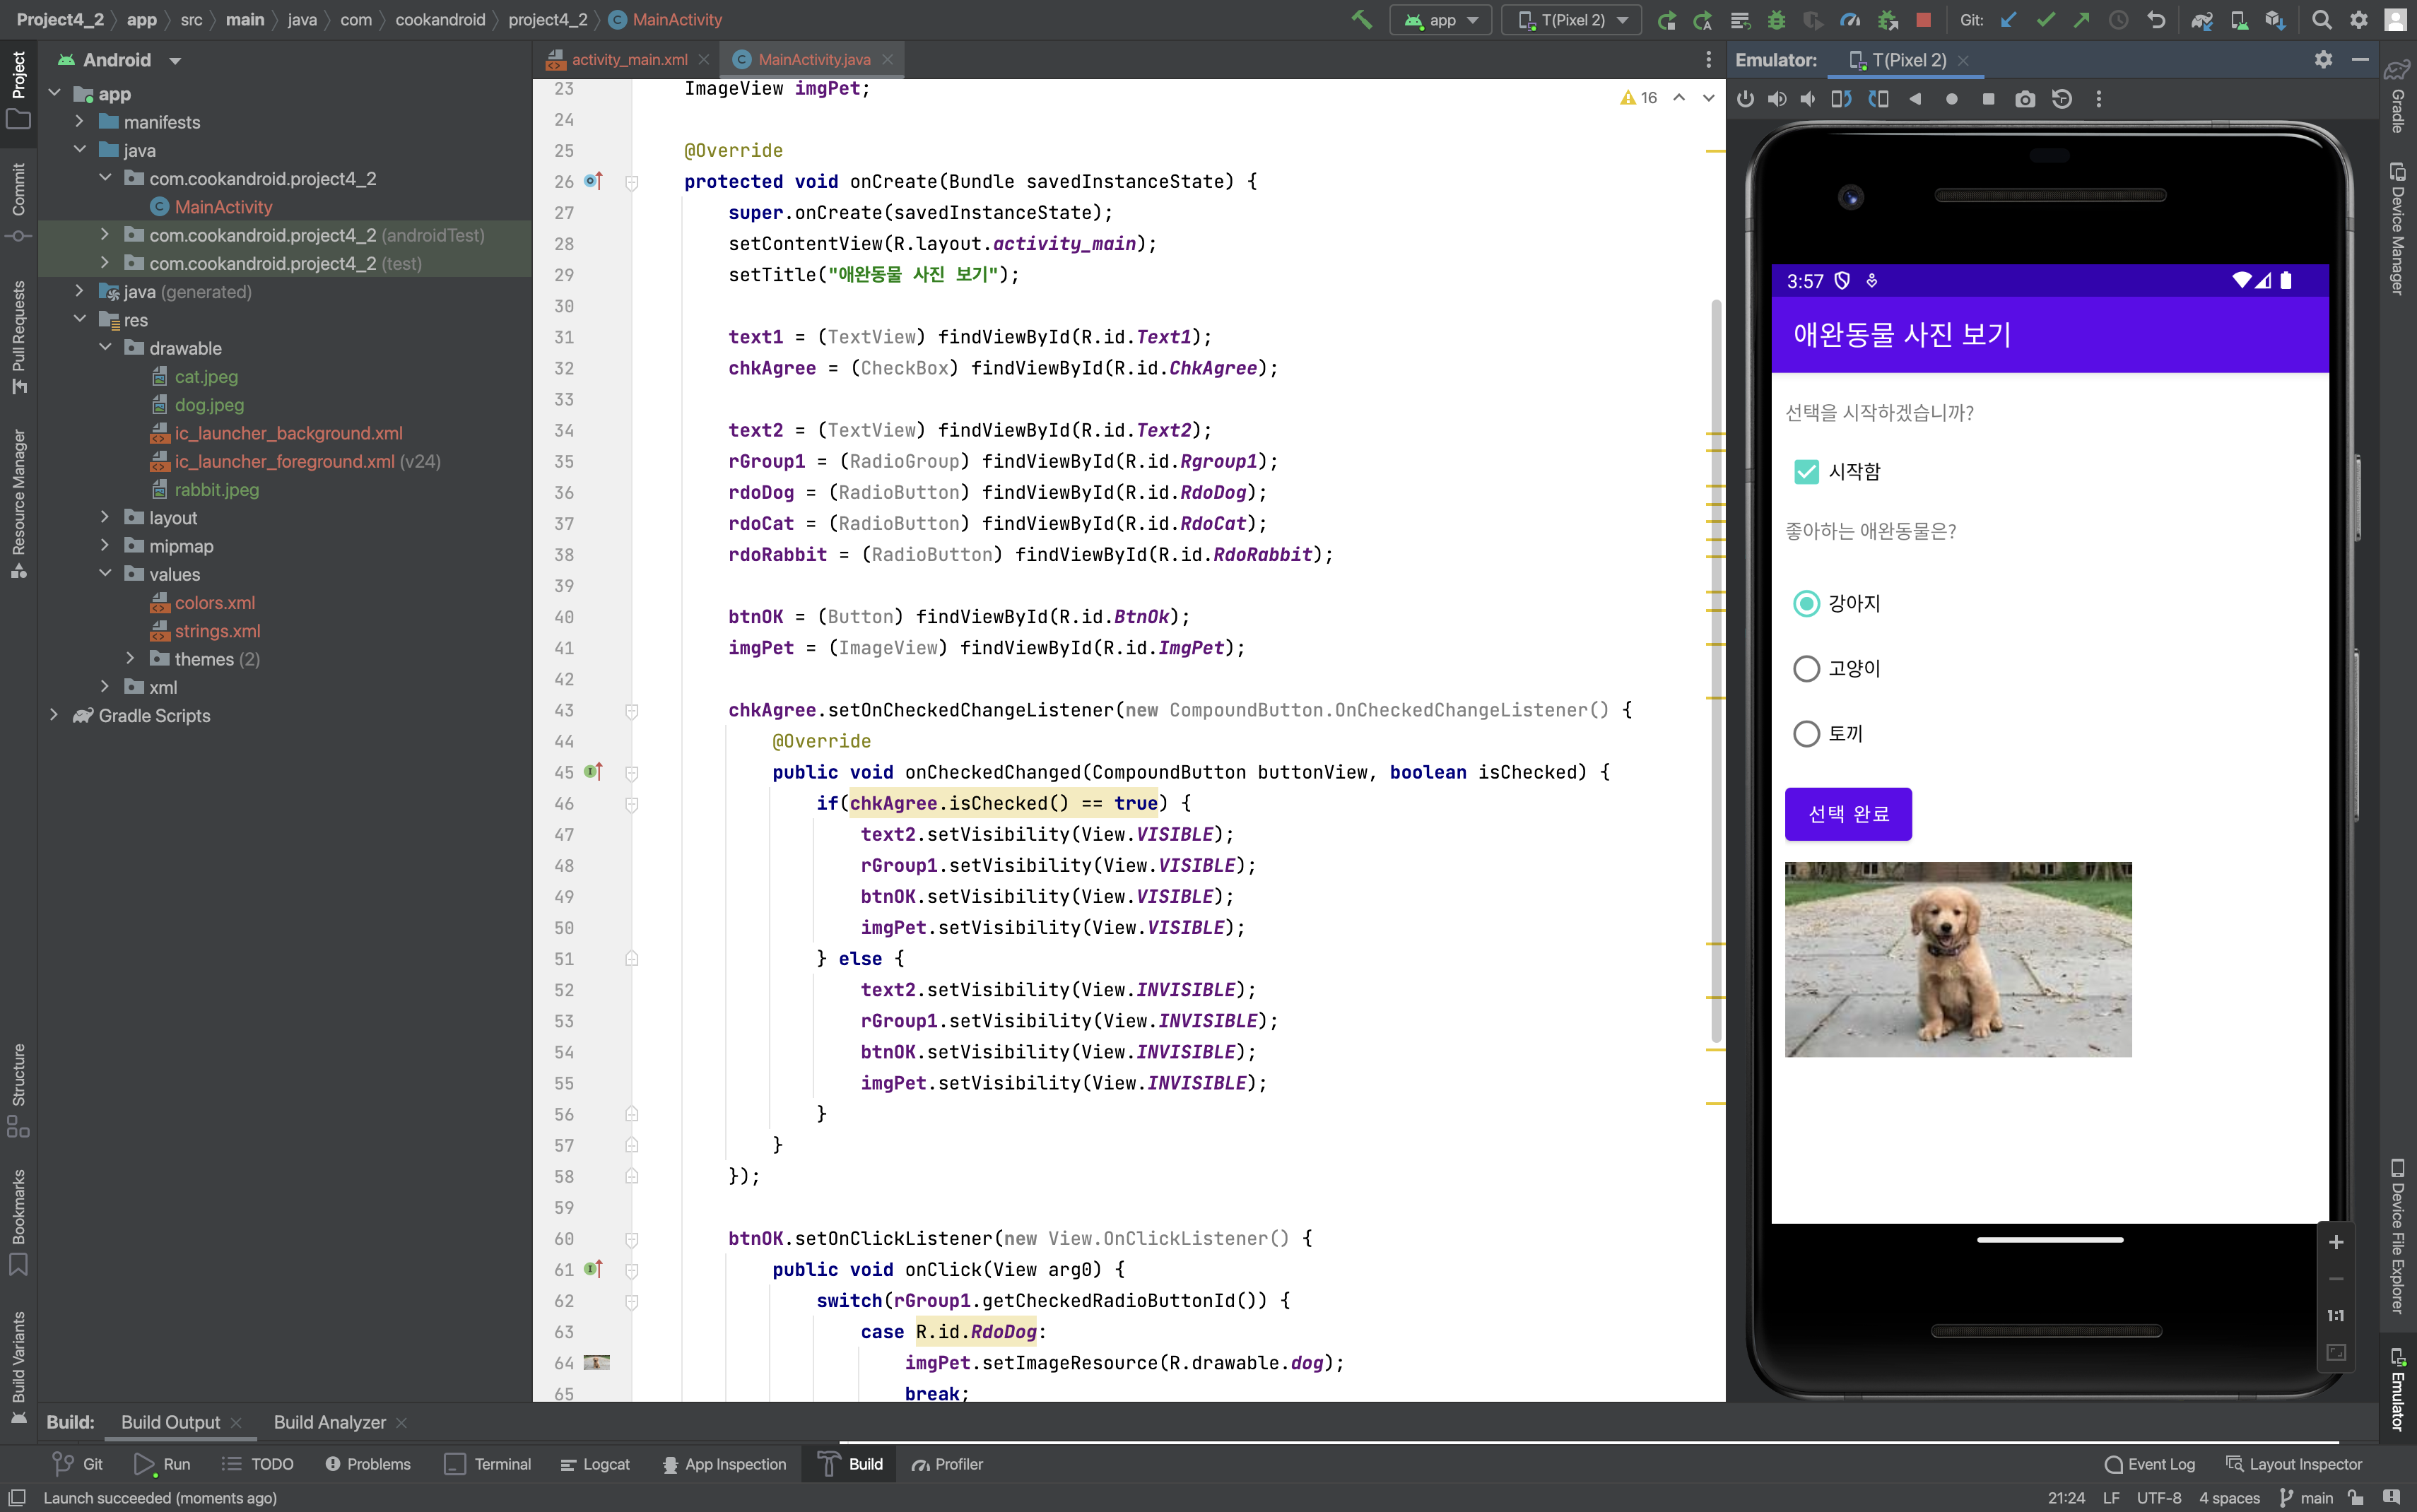 Project4_2 app src main java com cookandroid project4_2 MainActivity
app T(Pixel 2) Git:
Project
Commit
Pull Requests
Resource Manager
Structure
Bookmarks
Build Variants
Android
app
manifests
java
com.cookandroid.project4_2
MainActivity
com.cookandroid.project4_2 (androidTest)
com.cookandroid.project4_2 (test)
java (generated)
res
drawable
cat.jpeg
dog.jpeg
ic_launcher_background.xml
ic_launcher_foreground.xml (v24)
rabbit.jpeg
layout
mipmap
values
colors.xml
strings.xml
themes (2)
xml
Gradle Scripts
activity_main.xml MainActivity.java
16
23 ImageView imgPet;
24
25 @Override
26 protected void onCreate(Bundle savedInstanceState) {
27 super.onCreate(savedInstanceState);
28 setContentView(R.layout.activity_main);
29 setTitle("애완동물 사진 보기");
30
31 text1 = (TextView) findViewById(R.id.Text1);
32 chkAgree = (CheckBox) findViewById(R.id.ChkAgree);
33
34 text2 = (TextView) findViewById(R.id.Text2);
35 rGroup1 = (RadioGroup) findViewById(R.id.Rgroup1);
36 rdoDog = (RadioButton) findViewById(R.id.RdoDog);
37 rdoCat = (RadioButton) findViewById(R.id.RdoCat);
38 rdoRabbit = (RadioButton) findViewById(R.id.RdoRabbit);
39
40 btnOK = (Button) findViewById(R.id.BtnOk);
41 imgPet = (ImageView) findViewById(R.id.ImgPet);
42
43 chkAgree.setOnCheckedChangeListener(new CompoundButton.OnCheckedChangeListener() {
44 @Override
45 public void onCheckedChanged(CompoundButton buttonView, boolean isChecked) {
46 if(chkAgree.isChecked() == true) {
47 text2.setVisibility(View.VISIBLE);
48 rGroup1.setVisibility(View.VISIBLE);
49 btnOK.setVisibility(View.VISIBLE);
50 imgPet.setVisibility(View.VISIBLE);
51 } else {
52 text2.setVisibility(View.INVISIBLE);
53 rGroup1.setVisibility(View.INVISIBLE);
54 btnOK.setVisibility(View.INVISIBLE);
55 imgPet.setVisibility(View.INVISIBLE);
56 }
57 }
58 });
59
60 btnOK.setOnClickListener(new View.OnClickListener() {
61 public void onClick(View arg0) {
62 switch(rGroup1.getCheckedRadioButtonId()) {
63 case R.id.RdoDog:
64 imgPet.setImageResource(R.drawable.dog);
65 break;
Emulator: T(Pixel 2)
3:57
애완동물 사진 보기
선택을 시작하겠습니까?
시작함
좋아하는 애완동물은?
강아지
고양이
토끼
선택 완료
1:1
Gradle
Device Manager
Device File Explorer
Emulator
Build: Build Output Build Analyzer
Git Run TODO Problems Terminal Logcat App Inspection Build Profiler Event Log Layout Inspector
Launch succeeded (moments ago) 21:24 LF UTF-8 4 spaces main